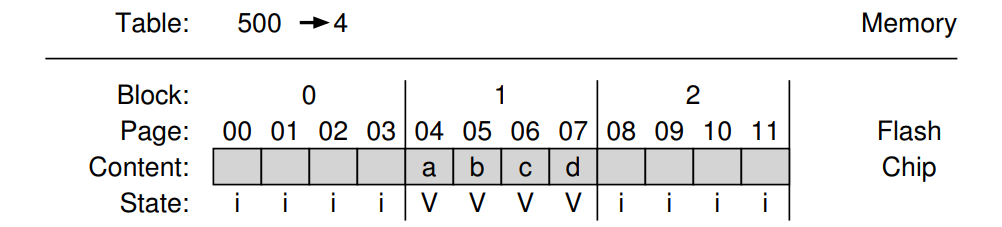 Table: 500 → 4 Memory
Block: 0 1 2
Page: 00 01 02 03 04 05 06 07 08 09 10 11 Flash
Content: a b c d Chip
State: i i i i V V V V i i i i